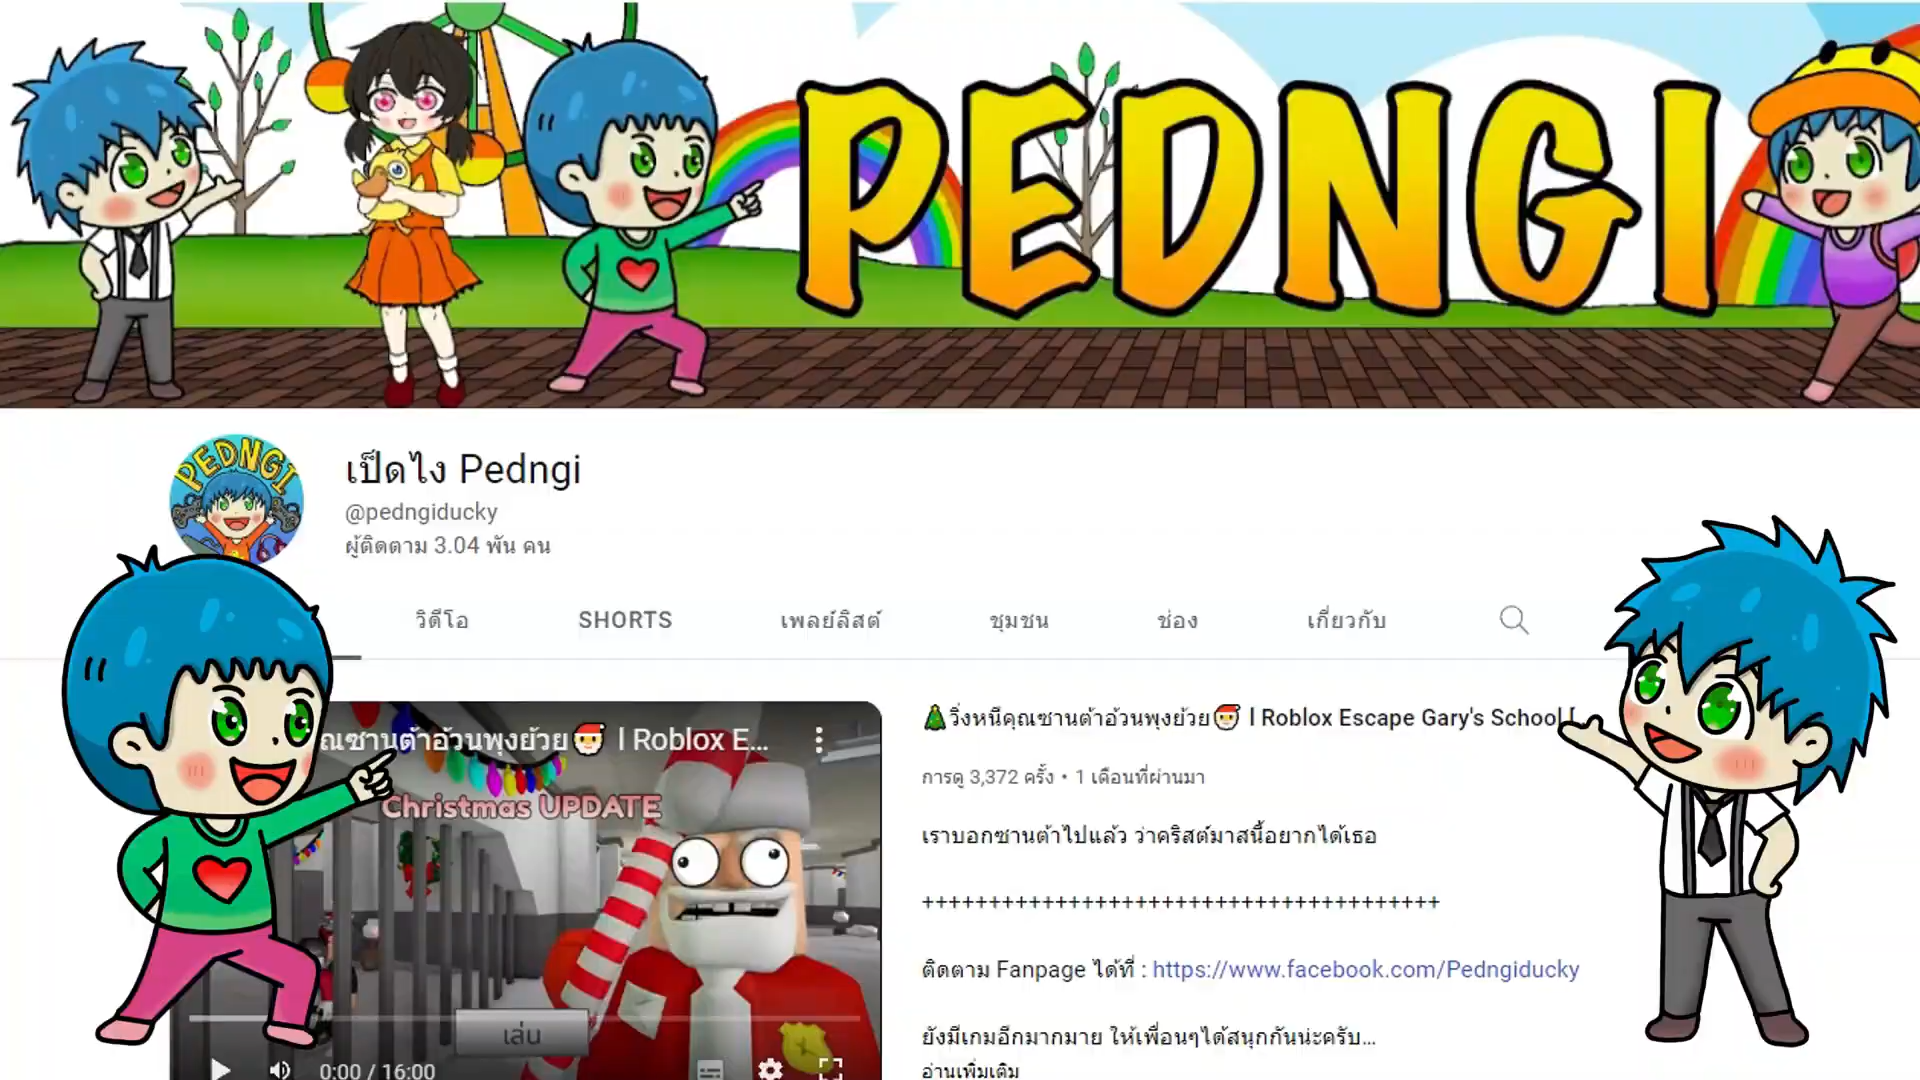 PEDNGI
PEDNGI
เป็ดไง Pedngi
@pedngiducky
ผู้ติดตาม 3.04 พัน คน
วิดีโอ SHORTS เพลย์ลิสต์ ชุมชน ช่อง เกี่ยวกับ
ณซานต้าอ้วนพุงย้วย🎅 l Roblox E...
Christmas UPDATE
เล่น
0:00 / 16:00
🎄วิ่งหนีคุณซานต้าอ้วนพุงย้วย🎅 l Roblox Escape Gary's School [
การดู 3,372 ครั้ง • 1 เดือนที่ผ่านมา
เราบอกซานต้าไปแล้ว ว่าคริสต์มาสนี้อยากได้เธอ
+++++++++++++++++++++++++++++++++++++++
ติดตาม Fanpage ได้ที่ : https://www.facebook.com/Pedngiducky
ยังมีเกมอีกมากมาย ให้เพื่อนๆได้สนุกกันน่ะครับ...
อ่านเพิ่มเติม